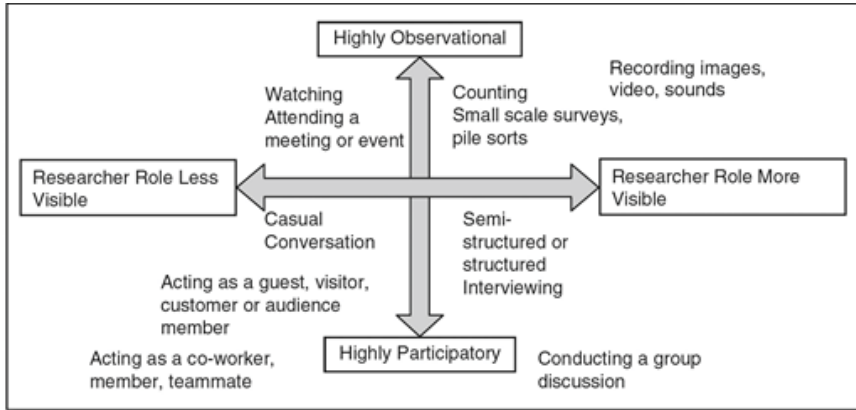 Highly Observational
Recording images,
video, sounds
Watching
Attending a
meeting or event
Counting
Small scale surveys,
pile sorts
Researcher Role Less
Visible
Researcher Role More
Visible
Casual
Conversation
Semi-
structured or
structured
Interviewing
Acting as a guest, visitor,
customer or audience
member
Acting as a co-worker,
member, teammate
Highly Participatory
Conducting a group
discussion